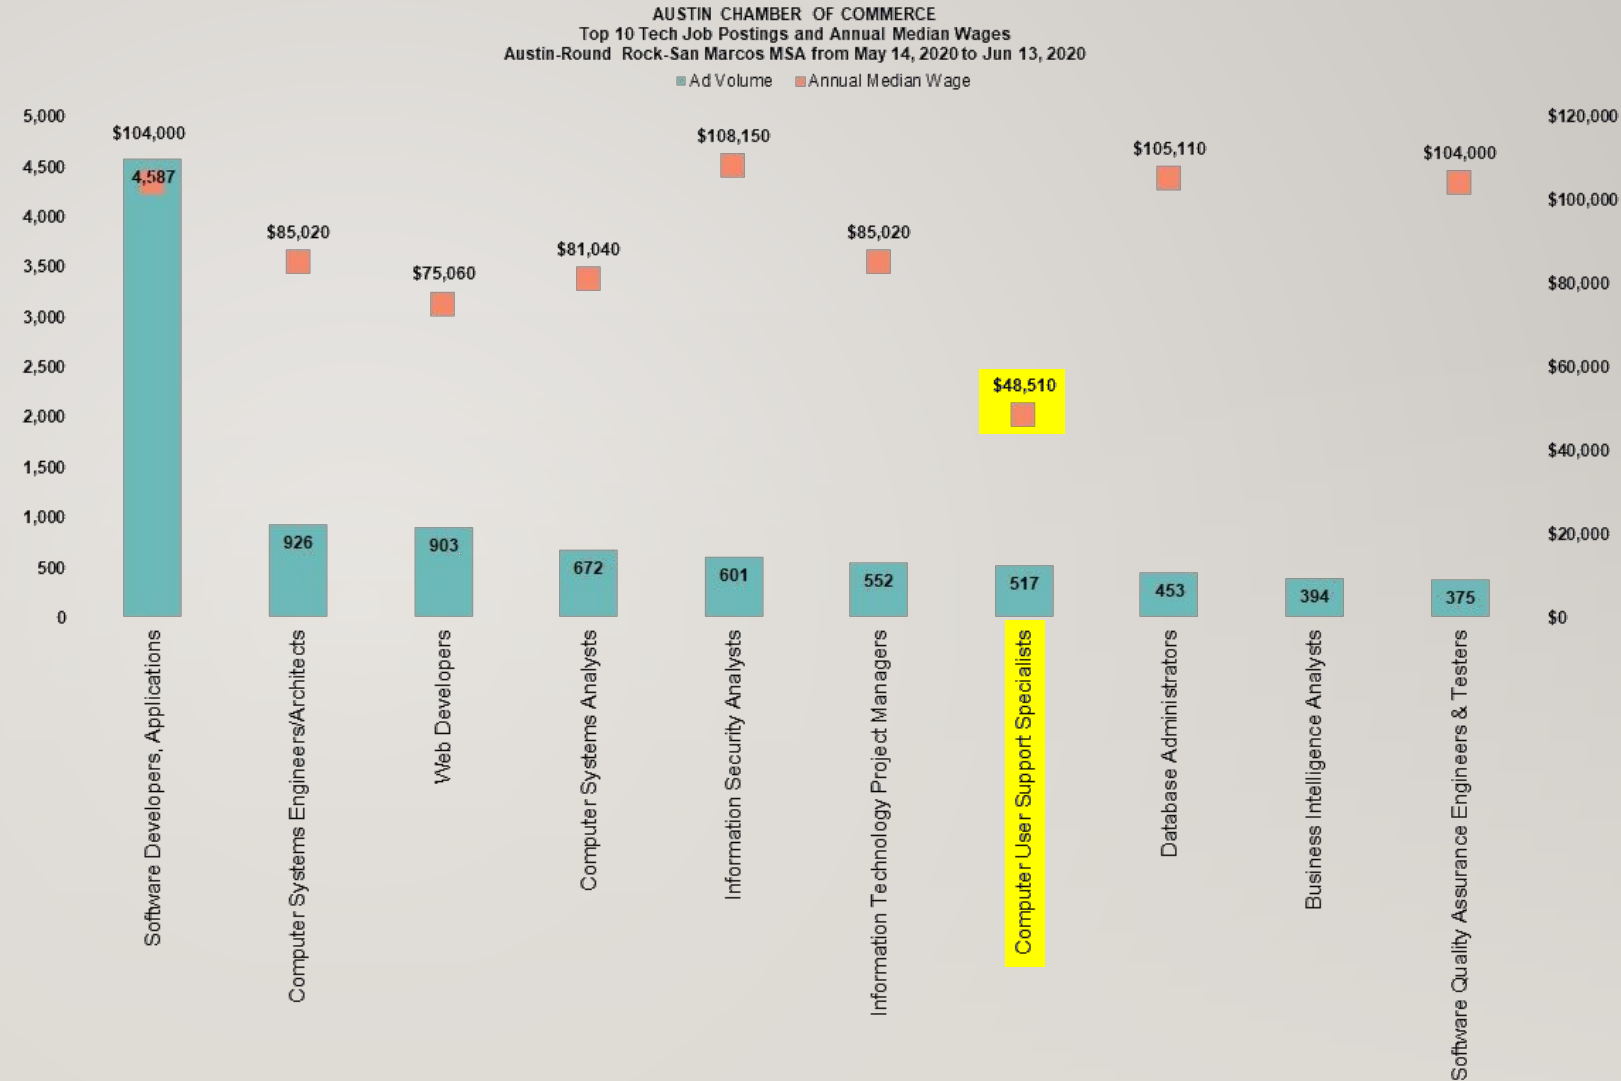 AUSTIN CHAMBER OF COMMERCE
Top 10 Tech Job Postings and Annual Median Wages
Austin-Round Rock-San Marcos MSA from May 14, 2020 to Jun 13, 2020
Ad Volume Annual Median Wage
5,000
4,500
4,000
3,500
3,000
2,500
2,000
1,500
1,000
500
0
$104,000
$85,020
$75,060
$81,040
$108,150
$85,020
$48,510
$105,110
$104,000
4,587
926
903
672
601
552
517
453
394
375
$120,000
$100,000
$80,000
$60,000
$40,000
$20,000
$0
Software Developers, Applications
Computer Systems Engineers/Architects
Web Developers
Computer Systems Analysts
Information Security Analysts
Information Technology Project Managers
Computer User Support Specialists
Database Administrators
Business Intelligence Analysts
Software Quality Assurance Engineers & Testers